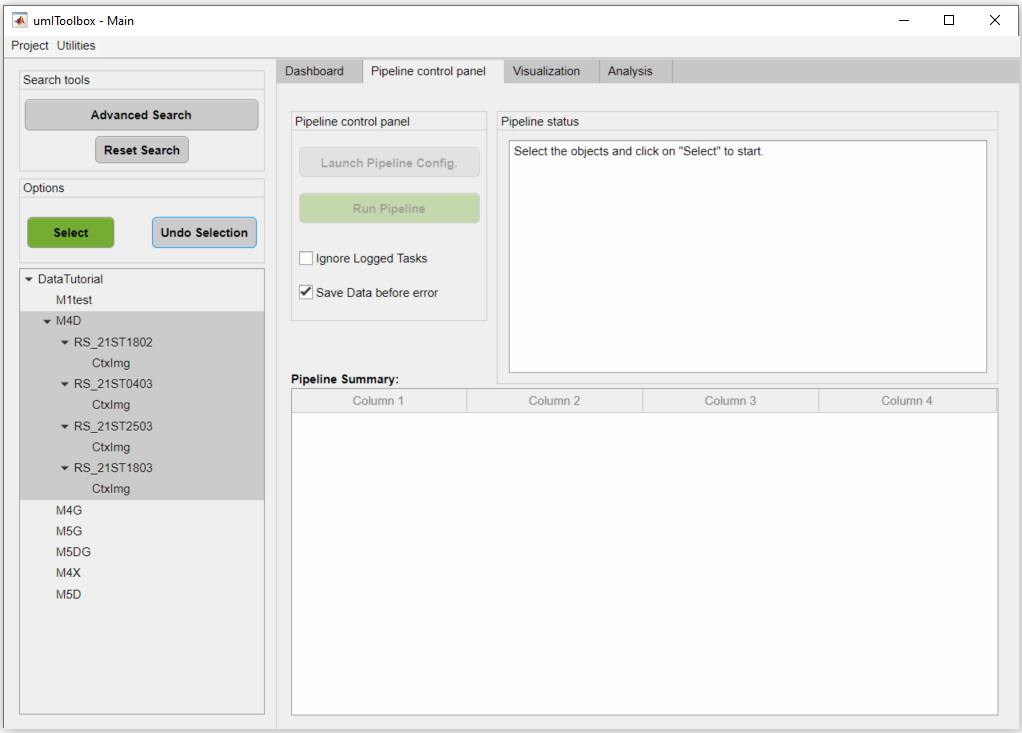 umlToolbox - Main
Project Utilities
Search tools
Advanced Search
Reset Search
Options
Select Undo Selection
DataTutorial
M1test
M4D
RS_21ST1802
CtxImg
RS_21ST0403
CtxImg
RS_21ST2503
CtxImg
RS_21ST1803
CtxImg
M4G
M5G
M5DG
M4X
M5D
Dashboard Pipeline control panel Visualization Analysis
Pipeline control panel
Launch Pipeline Config.
Run Pipeline
Ignore Logged Tasks
Save Data before error
Pipeline status
Select the objects and click on "Select" to start.
Pipeline Summary:
Column 1 Column 2 Column 3 Column 4